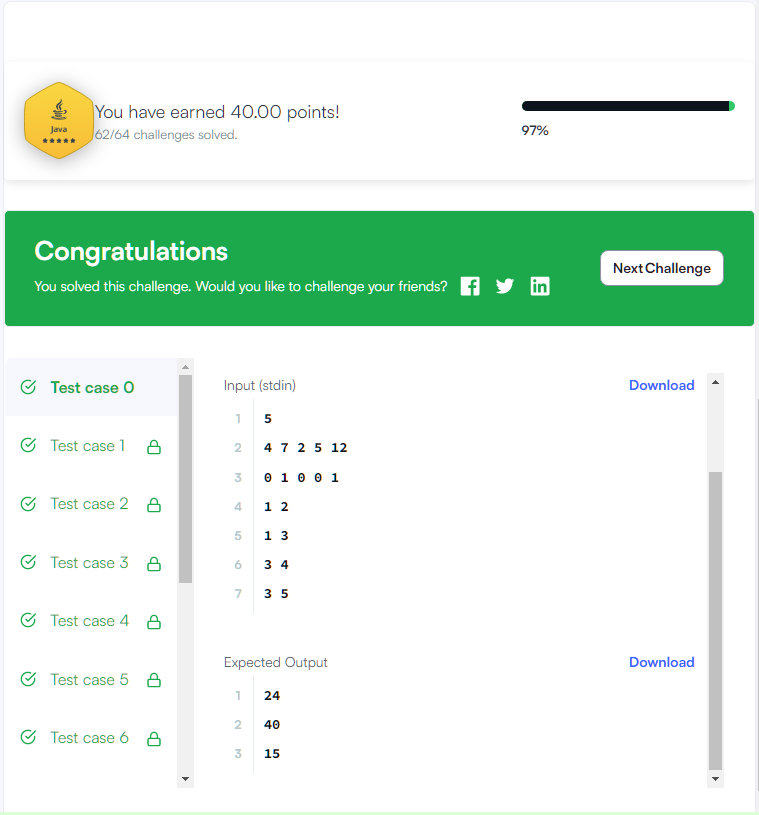 Java
You have earned 40.00 points!
62/64 challenges solved.
97%
Congratulations
You solved this challenge. Would you like to challenge your friends?
Next Challenge
Test case 0
Test case 1
Test case 2
Test case 3
Test case 4
Test case 5
Test case 6
Input (stdin)
Download
1 5
2 4 7 2 5 12
3 0 1 0 0 1
4 1 2
5 1 3
6 3 4
7 3 5
Expected Output
Download
1 24
2 40
3 15